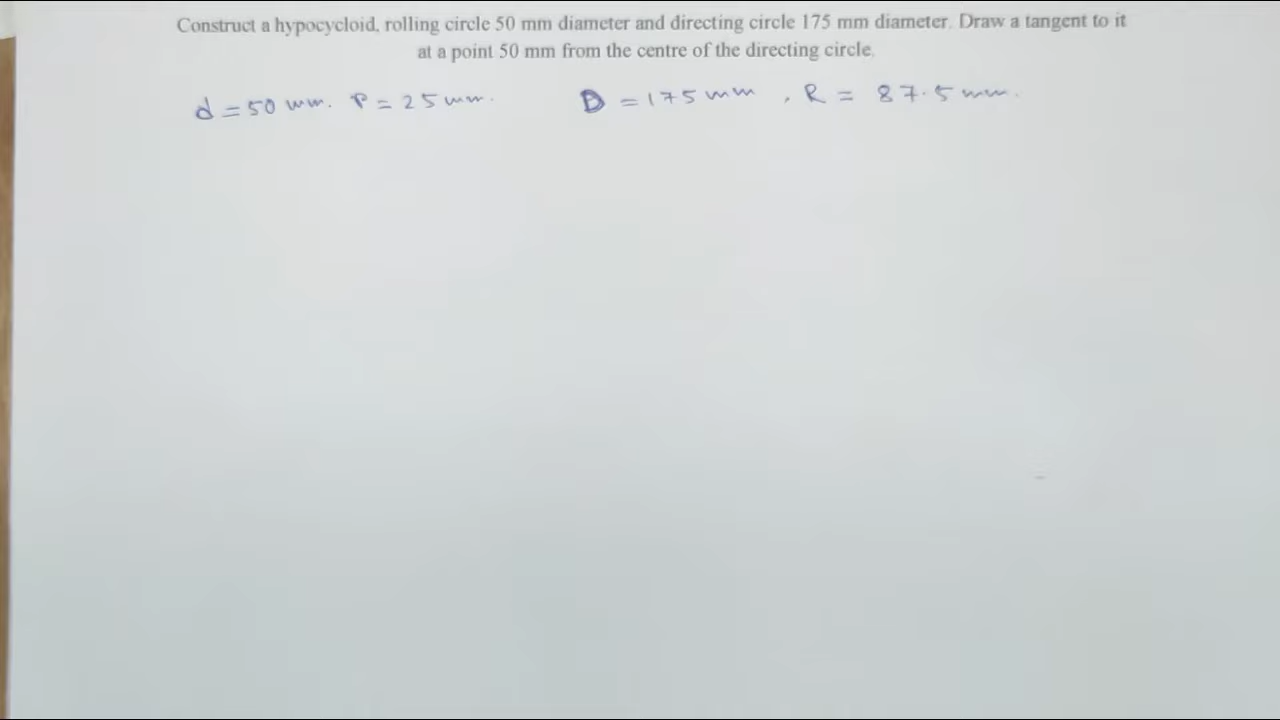 Construct a hypocycloid, rolling circle 50 mm diameter and directing circle 175 mm diameter. Draw a tangent to it
at a point 50 mm from the centre of the directing circle.
d = 50 mm. r = 25 mm. D = 175 mm , R = 87.5 mm.